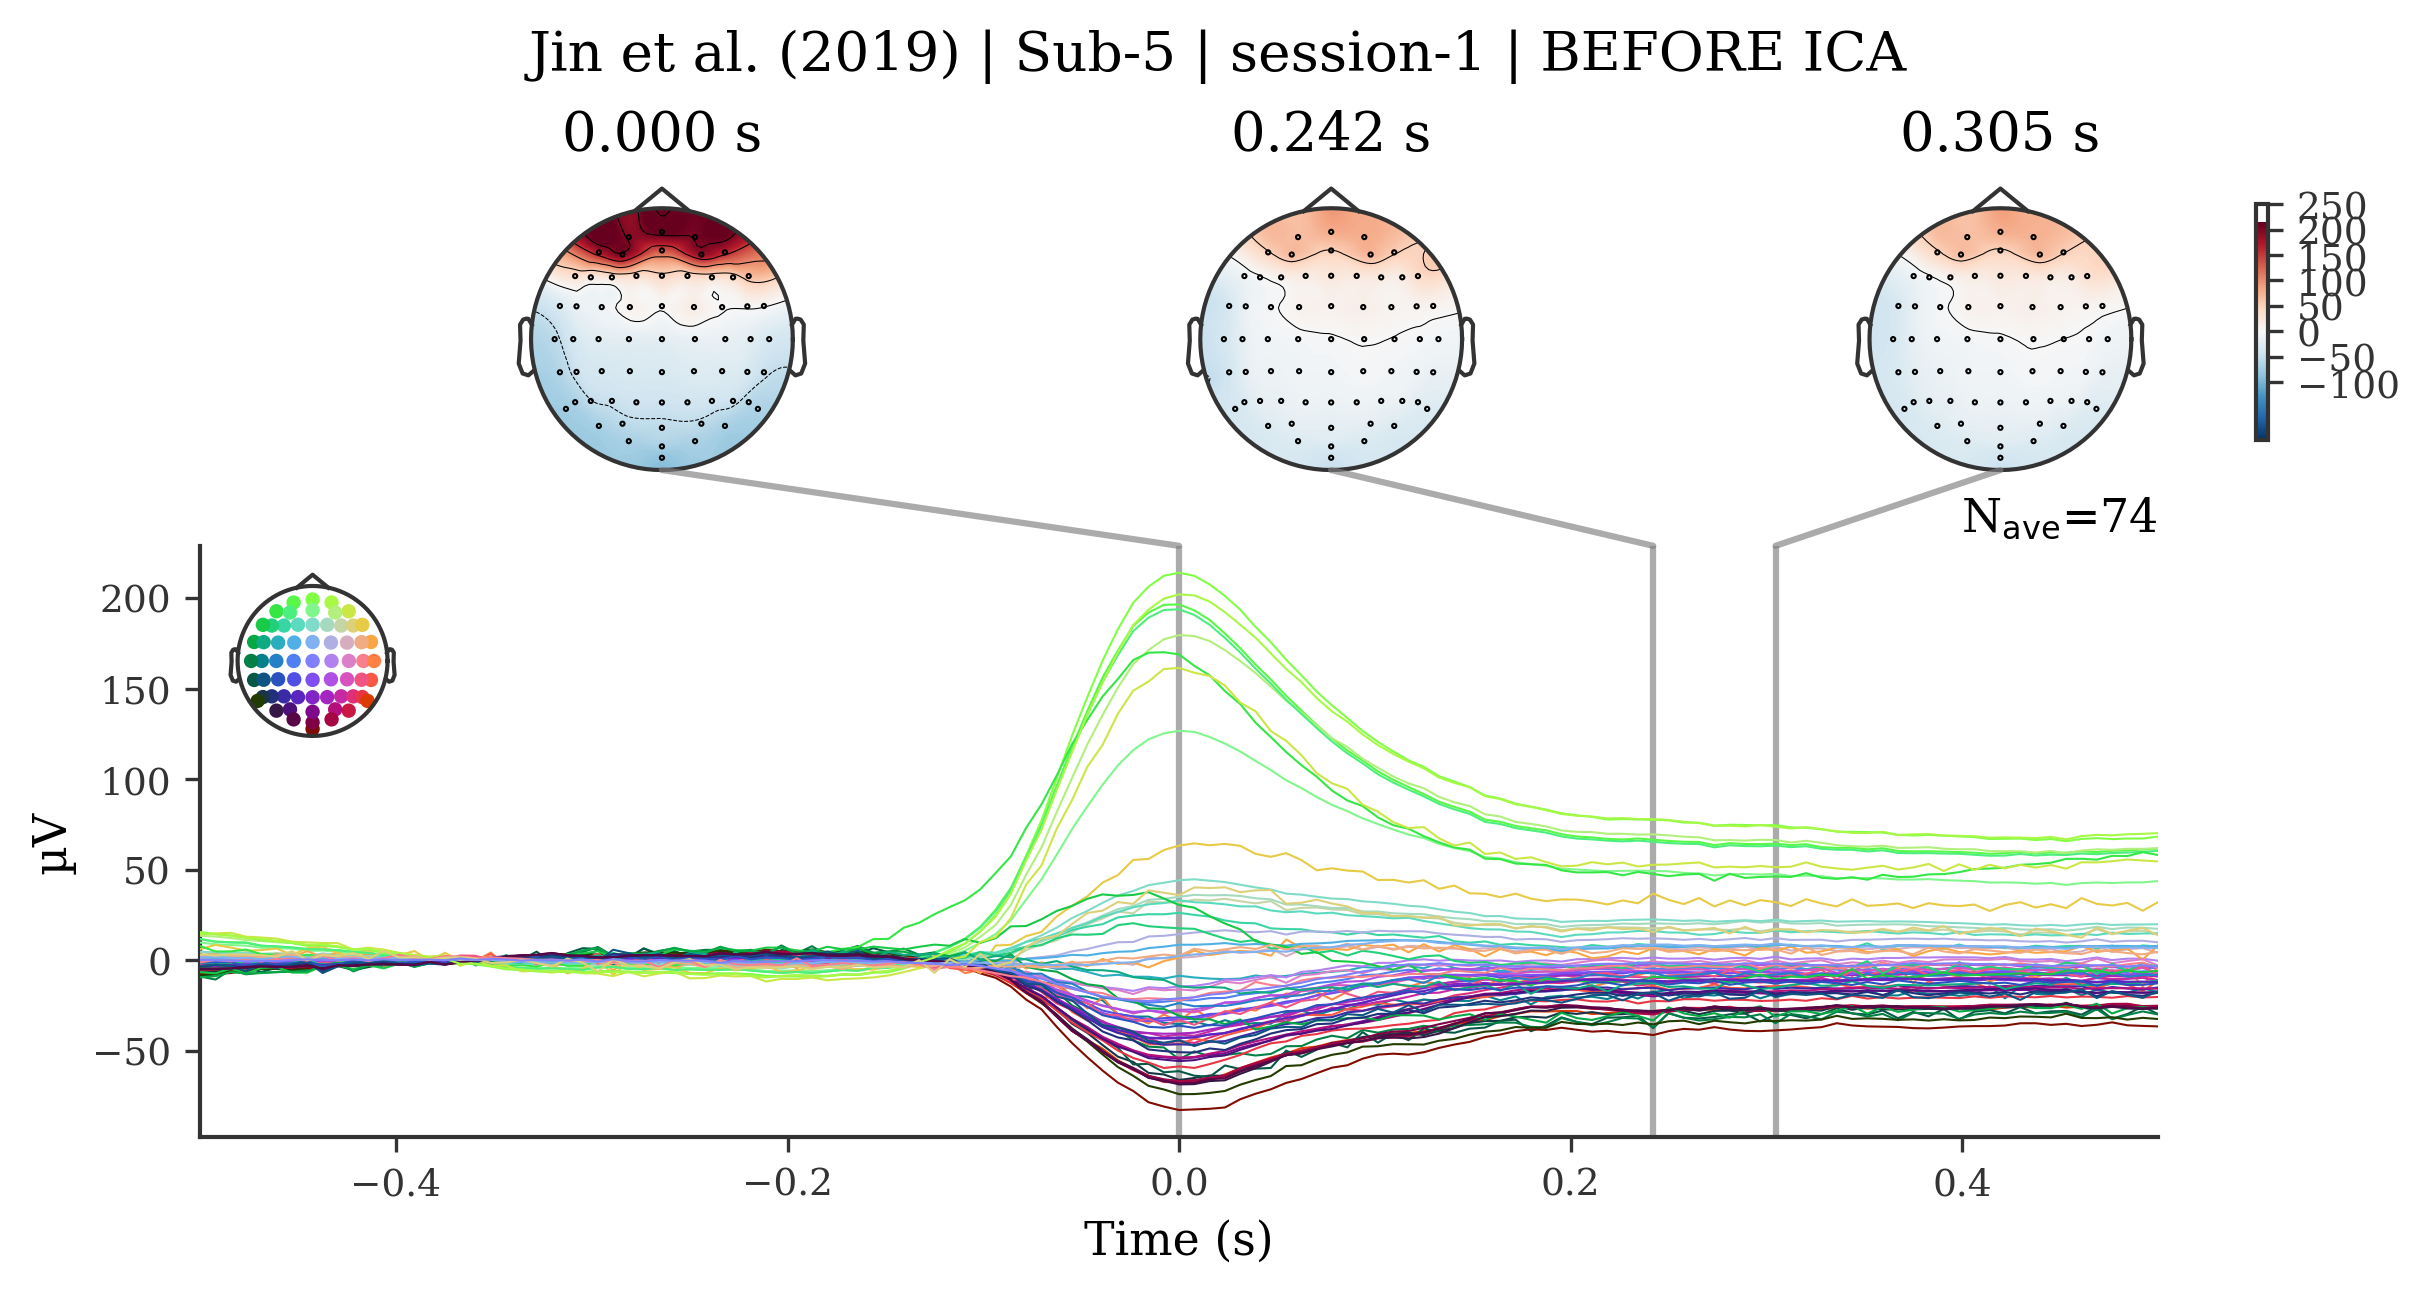 Jin et al. (2019) | Sub-5 | session-1 | BEFORE ICA
0.000 s
0.242 s
0.305 s
250
200
150
100
50
0
−50
−100
Nave=74
200
150
100
50
0
−50
µV
−0.4
−0.2
0.0
0.2
0.4
Time (s)